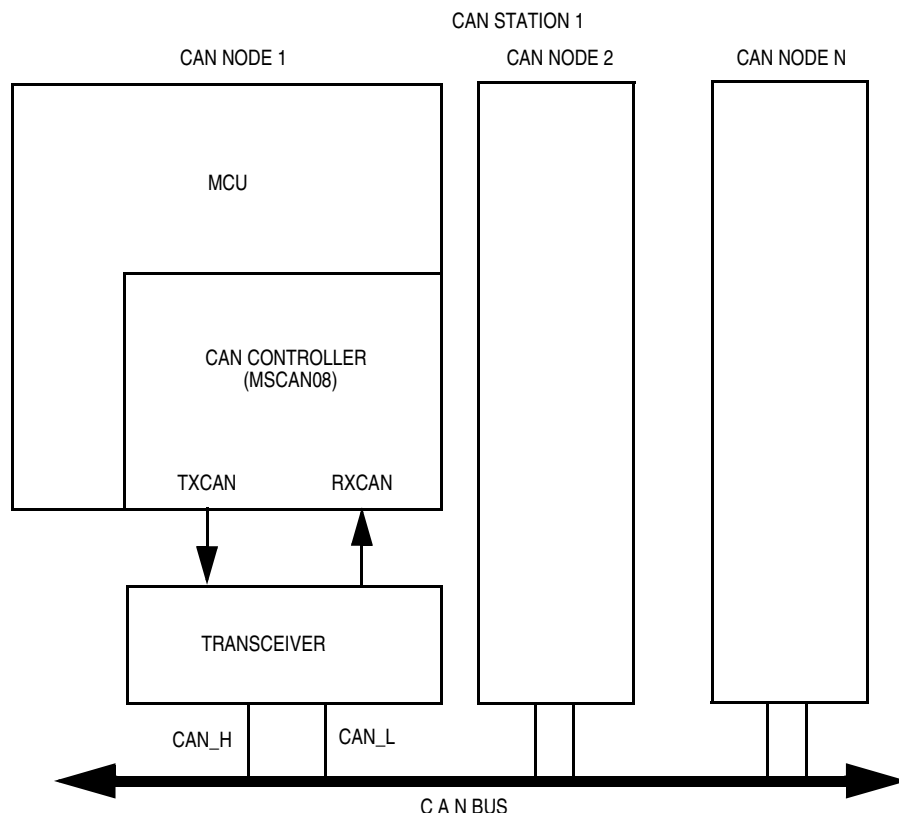 CAN STATION 1
CAN NODE 1
CAN NODE 2
CAN NODE N
MCU
CAN CONTROLLER
(MSCAN08)
TXCAN
RXCAN
TRANSCEIVER
CAN_H
CAN_L
C A N BUS